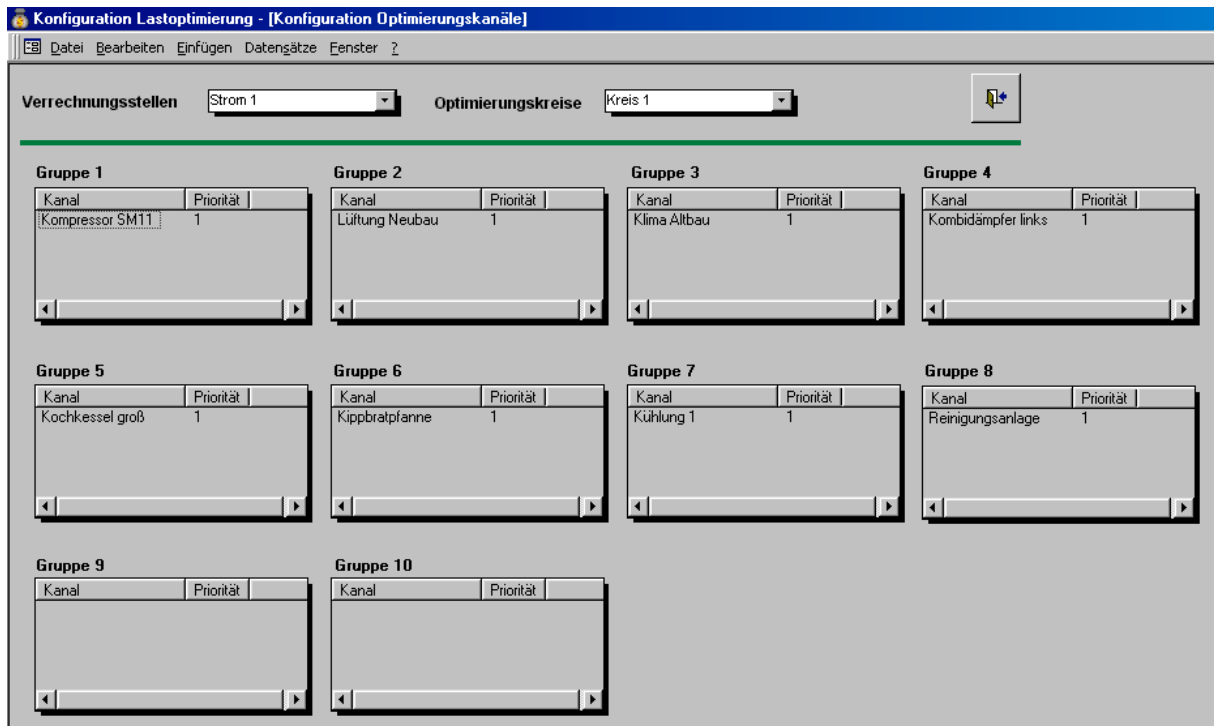 Konfiguration Lastoptimierung - [Konfiguration Optimierungskanäle]
Datei Bearbeiten Einfügen Datensätze Fenster ?
Verrechnungsstellen Strom 1 Optimierungskreise Kreis 1
Gruppe 1 Gruppe 2 Gruppe 3 Gruppe 4
Kanal Priorität Kanal Priorität Kanal Priorität Kanal Priorität
Kompressor SM11 1 Lüftung Neubau 1 Klima Altbau 1 Kombidämpfer links 1
Gruppe 5 Gruppe 6 Gruppe 7 Gruppe 8
Kanal Priorität Kanal Priorität Kanal Priorität Kanal Priorität
Kochkessel groß 1 Kippbratpfanne 1 Kühlung 1 1 Reinigungsanlage 1
Gruppe 9 Gruppe 10
Kanal Priorität Kanal Priorität